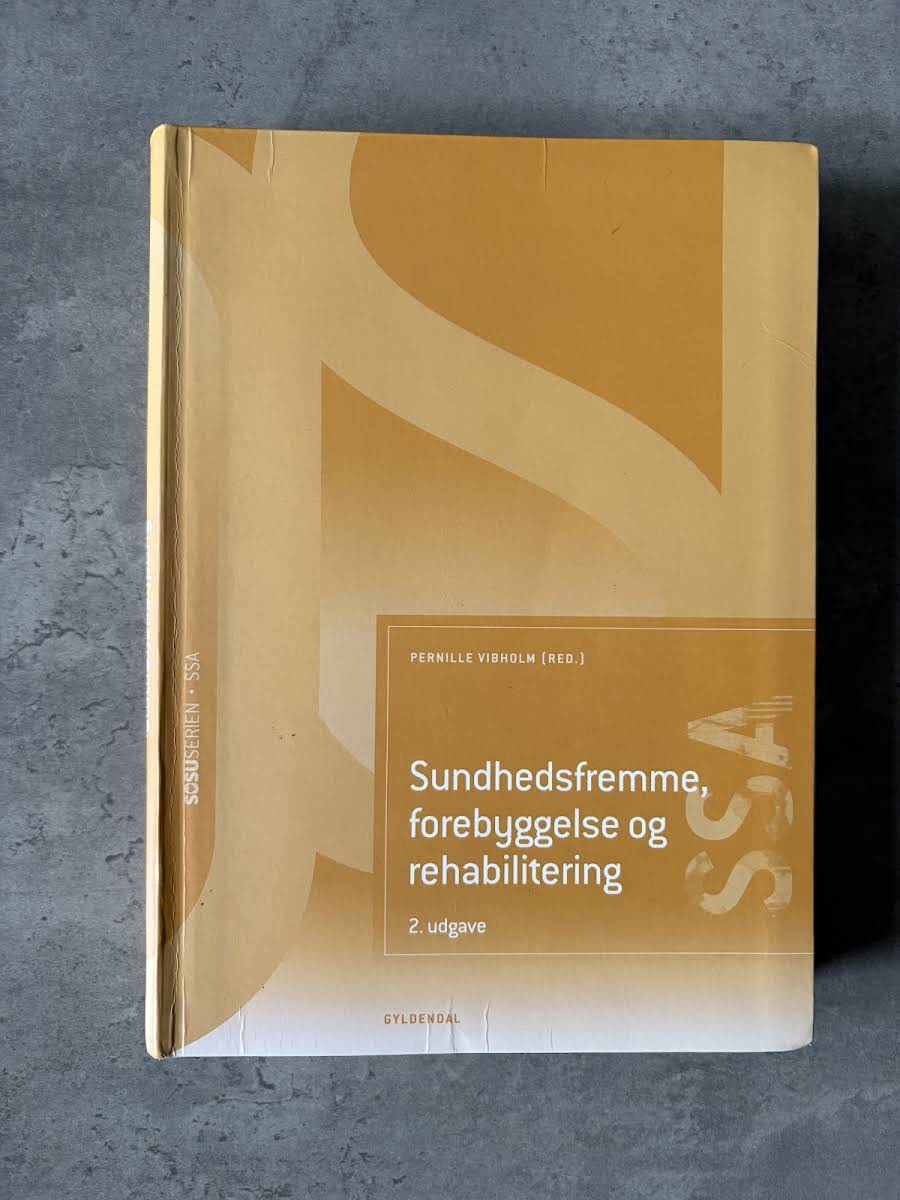 PERNILLE VIBHOLM (RED.)
Sundhedsfremme,
forebyggelse og
rehabilitering
2. udgave
SSA
GYLDENDAL
SOSUSERIEN • SSA